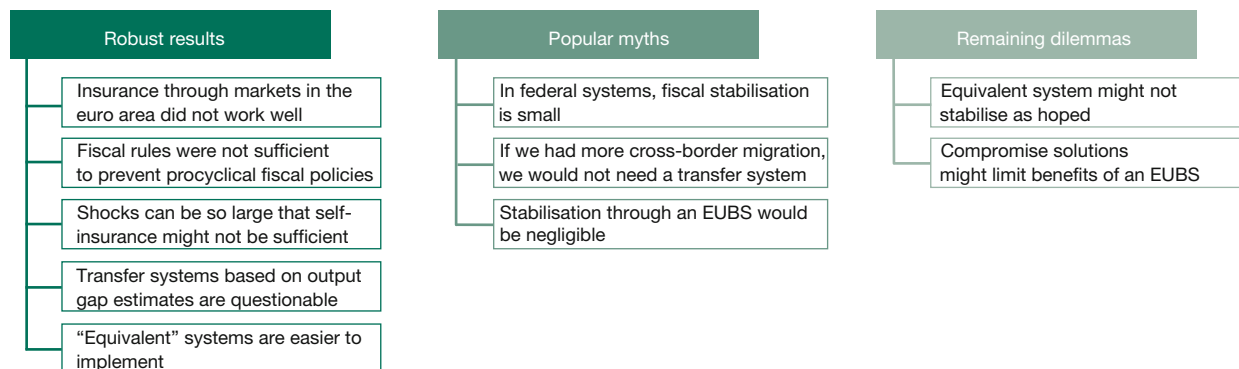 Robust results
Insurance through markets in the
euro area did not work well
Fiscal rules were not sufficient
to prevent procyclical fiscal policies
Shocks can be so large that self-
insurance might not be sufficient
Transfer systems based on output
gap estimates are questionable
“Equivalent” systems are easier to
implement
Popular myths
In federal systems, fiscal stabilisation
is small
If we had more cross-border migration,
we would not need a transfer system
Stabilisation through an EUBS would
be negligible
Remaining dilemmas
Equivalent system might not
stabilise as hoped
Compromise solutions
might limit benefits of an EUBS